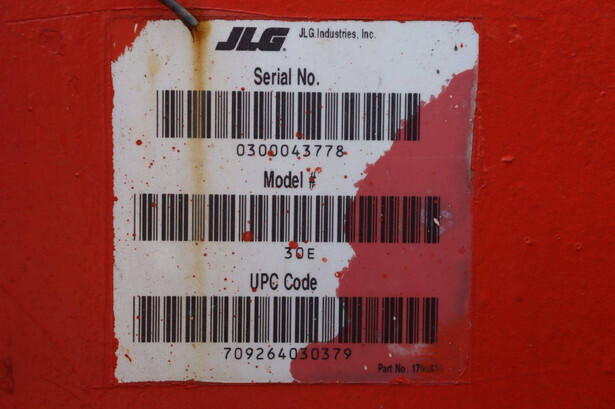 JLG JLG Industries, Inc.
Serial No.
0300043778
Model #
30E
UPC Code
709264030379
Part No.